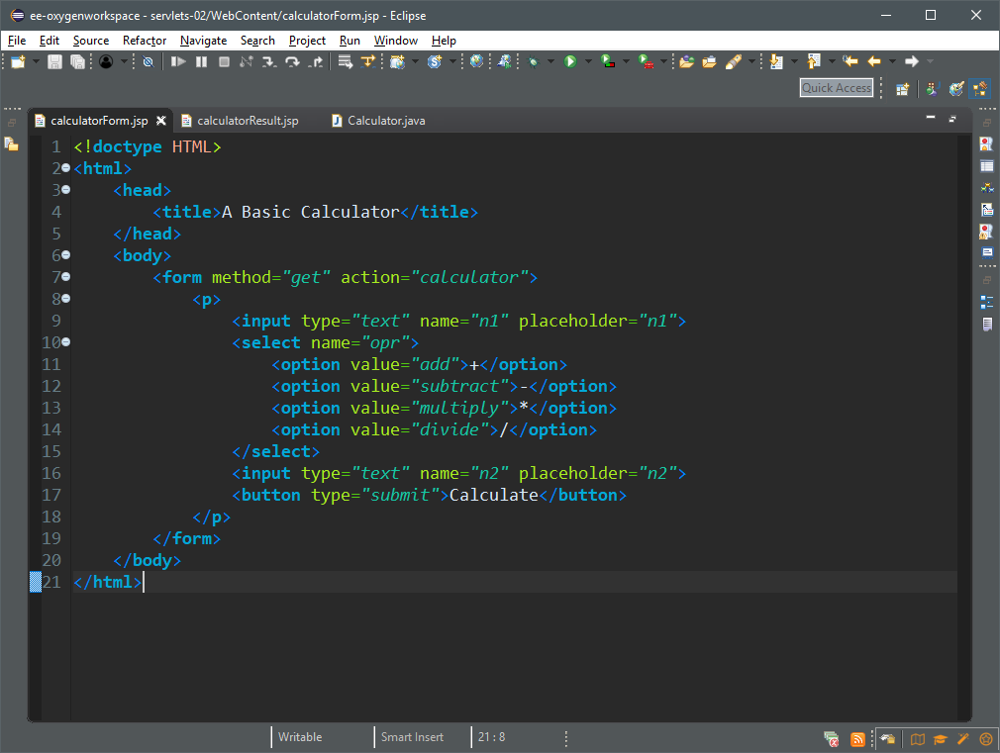 ee-oxygenworkspace - servlets-02/WebContent/calculatorForm.jsp - Eclipse
File Edit Source Refactor Navigate Search Project Run Window Help
Quick Access
calculatorForm.jsp calculatorResult.jsp Calculator.java
1 <!doctype HTML>
2 <html>
3     <head>
4         <title>A Basic Calculator</title>
5     </head>
6     <body>
7         <form method="get" action="calculator">
8             <p>
9                 <input type="text" name="n1" placeholder="n1">
10                 <select name="opr">
11                     <option value="add">+</option>
12                     <option value="subtract">-</option>
13                     <option value="multiply">*</option>
14                     <option value="divide">/</option>
15                 </select>
16                 <input type="text" name="n2" placeholder="n2">
17                 <button type="submit">Calculate</button>
18             </p>
19         </form>
20     </body>
21 </html>
Writable Smart Insert 21 : 8